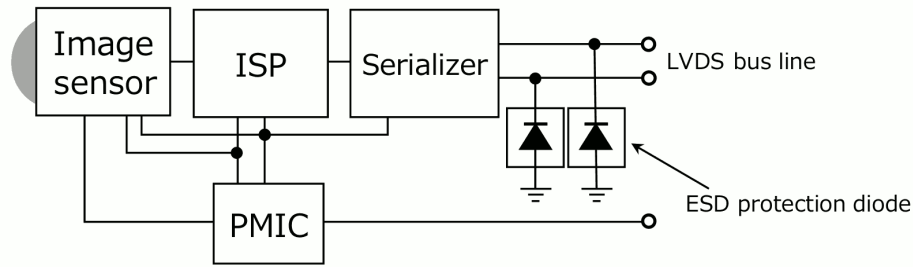 Image
sensor
ISP
Serializer
LVDS bus line
ESD protection diode
PMIC